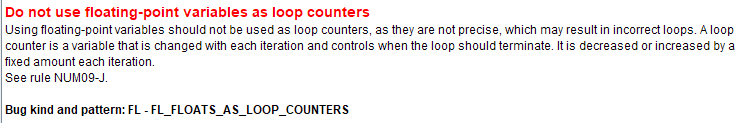 Do not use floating-point variables as loop counters
Using floating-point variables should not be used as loop counters, as they are not precise, which may result in incorrect loops. A loop
counter is a variable that is changed with each iteration and controls when the loop should terminate. It is decreased or increased by a
fixed amount each iteration.
See rule NUM09-J.
Bug kind and pattern: FL - FL_FLOATS_AS_LOOP_COUNTERS